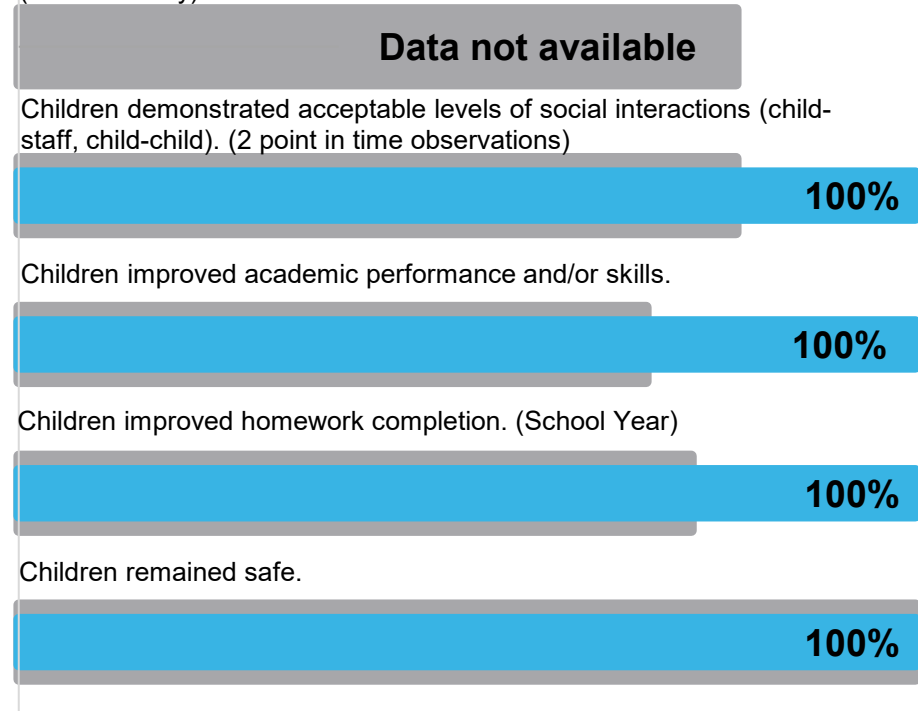 Data not available
Children demonstrated acceptable levels of social interactions (child-
staff, child-child). (2 point in time observations)
100%
Children improved academic performance and/or skills.
100%
Children improved homework completion. (School Year)
100%
Children remained safe.
100%